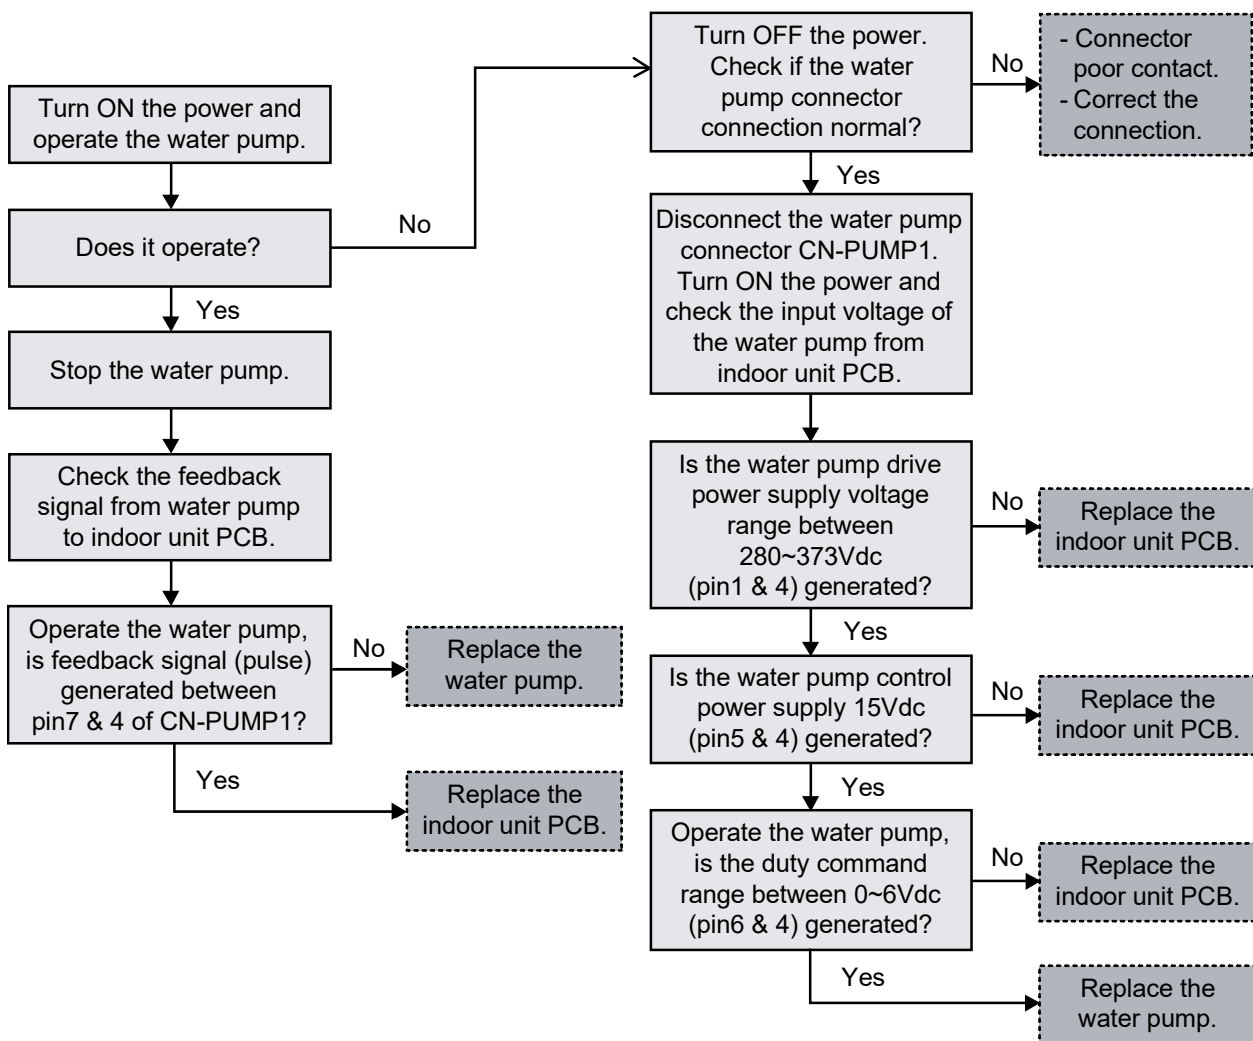 Turn ON the power and
operate the water pump.
Does it operate?
No
Yes
Stop the water pump.
Check the feedback
signal from water pump
to indoor unit PCB.
Operate the water pump,
is feedback signal (pulse)
generated between
pin7 & 4 of CN-PUMP1?
No
Replace the
water pump.
Yes
Replace the
indoor unit PCB.
Turn OFF the power.
Check if the water
pump connector
connection normal?
No
- Connector
poor contact.
- Correct the
connection.
Yes
Disconnect the water pump
connector CN-PUMP1.
Turn ON the power and
check the input voltage of
the water pump from
indoor unit PCB.
Is the water pump drive
power supply voltage
range between
280~373Vdc
(pin1 & 4) generated?
No
Replace the
indoor unit PCB.
Yes
Is the water pump control
power supply 15Vdc
(pin5 & 4) generated?
No
Replace the
indoor unit PCB.
Yes
Operate the water pump,
is the duty command
range between 0~6Vdc
(pin6 & 4) generated?
No
Replace the
indoor unit PCB.
Yes
Replace the
water pump.